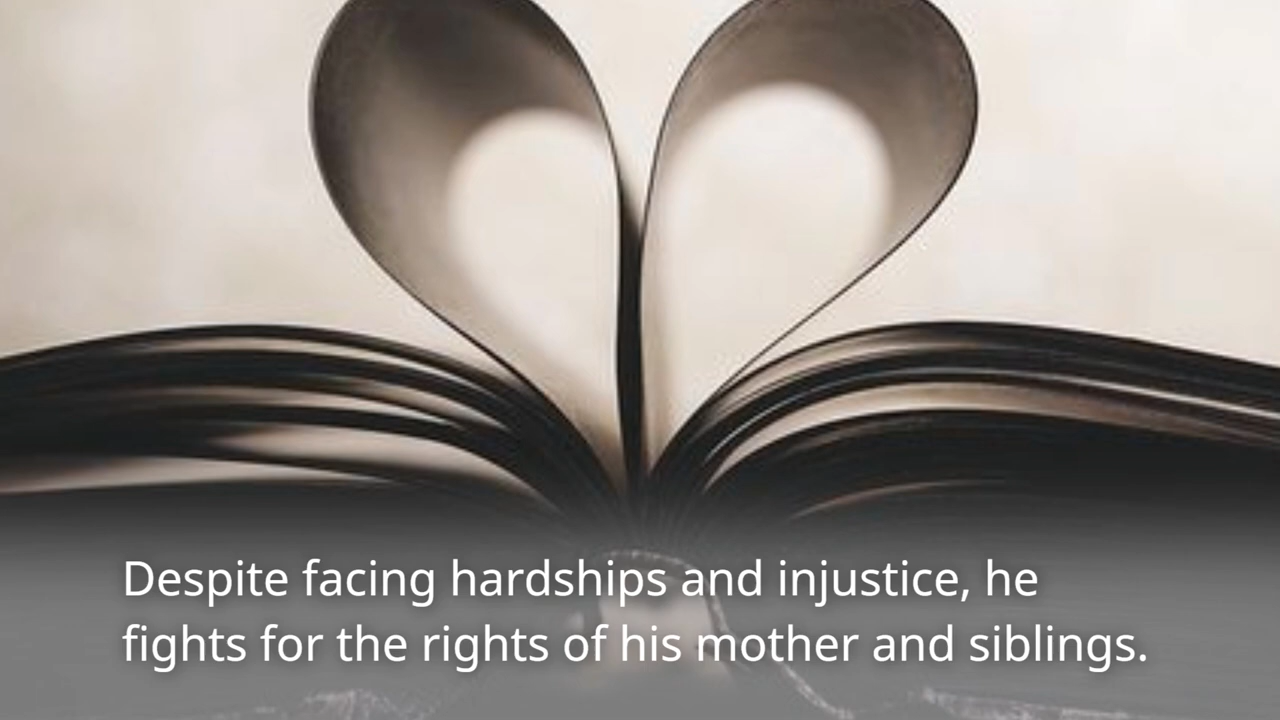 Despite facing hardships and injustice, he
fights for the rights of his mother and siblings.